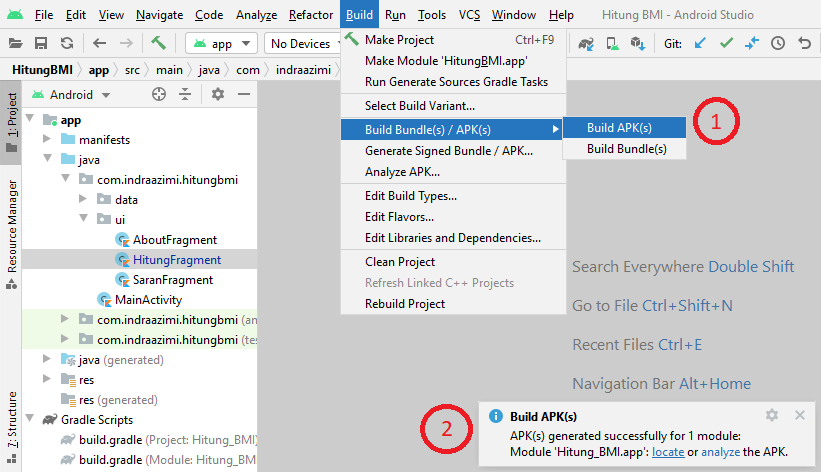 File Edit View Navigate Code Analyze Refactor Build Run Tools VCS Window Help Hitung BMI - Android Studio
app No Devices Git:
HitungBMI app src main java com indraazimi
1: Project
Resource Manager
7: Structure
Android
app
manifests
java
com.indraazimi.hitungbmi
data
ui
AboutFragment
HitungFragment
SaranFragment
MainActivity
com.indraazimi.hitungbmi (an
com.indraazimi.hitungbmi (te
java (generated)
res
res (generated)
Gradle Scripts
build.gradle (Project: Hitung_BMI)
build.gradle (Module: Hitung_BMI
Make Project Ctrl+F9
Make Module 'HitungBMI.app'
Run Generate Sources Gradle Tasks
Select Build Variant...
Build Bundle(s) / APK(s)
Generate Signed Bundle / APK...
Analyze APK...
Edit Build Types...
Edit Flavors...
Edit Libraries and Dependencies...
Clean Project
Refresh Linked C++ Projects
Rebuild Project
Build APK(s)
Build Bundle(s)
1
Search Everywhere Double Shift
Go to File Ctrl+Shift+N
Recent Files Ctrl+E
Navigation Bar Alt+Home
2
Build APK(s)
APK(s) generated successfully for 1 module:
Module 'Hitung_BMI.app': locate or analyze the APK.